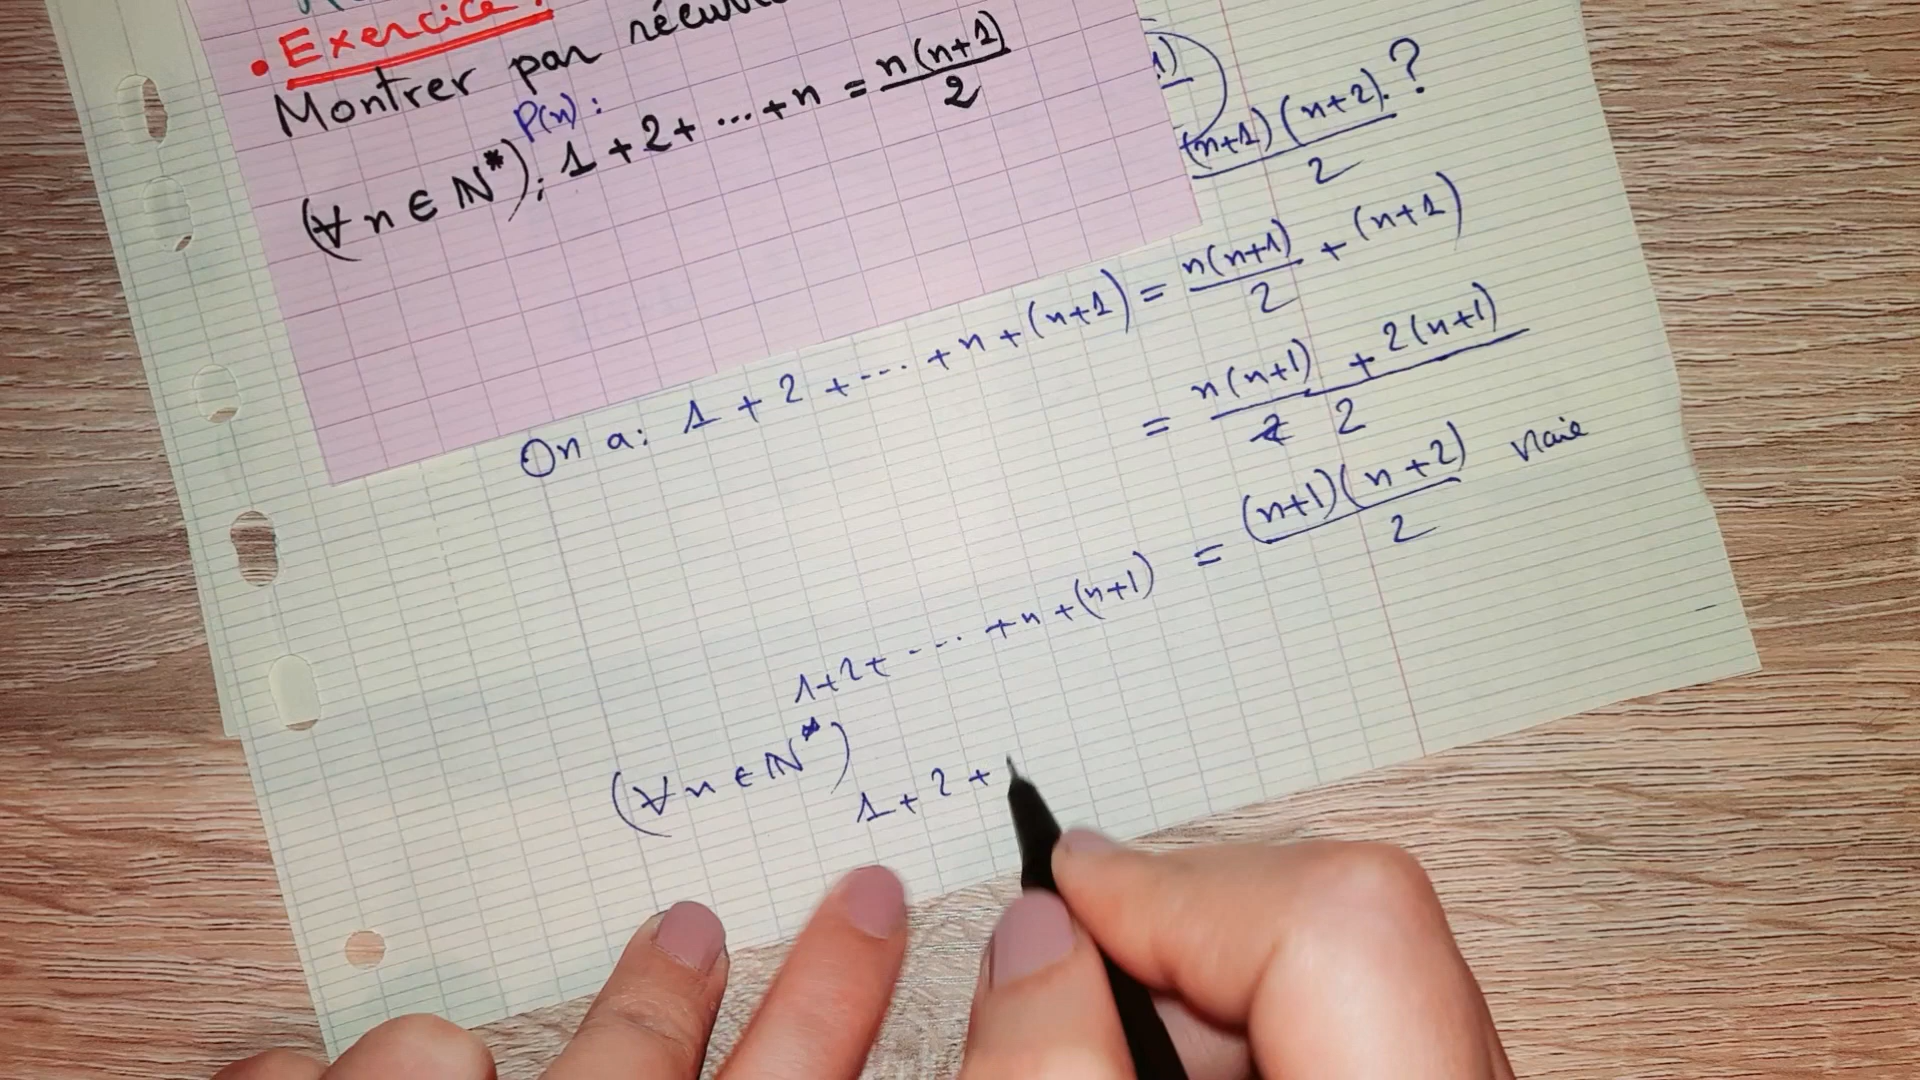 • Exercice :
Montrer par
P(n) :
(∀ n ∈ ℕ*) ; 1 + 2 + ... + n = n(n+1)/2
(n+1)(n+2)/2 . ?
On a : 1 + 2 + --- + n + (n+1) = n(n+1)/2 + (n+1)
= n(n+1) + 2(n+1) / 2
1 + 2 + --- + n + (n+1) = (n+1)(n+2)/2 vraie
(∀ n ∈ ℕ*)
1 + 2 +